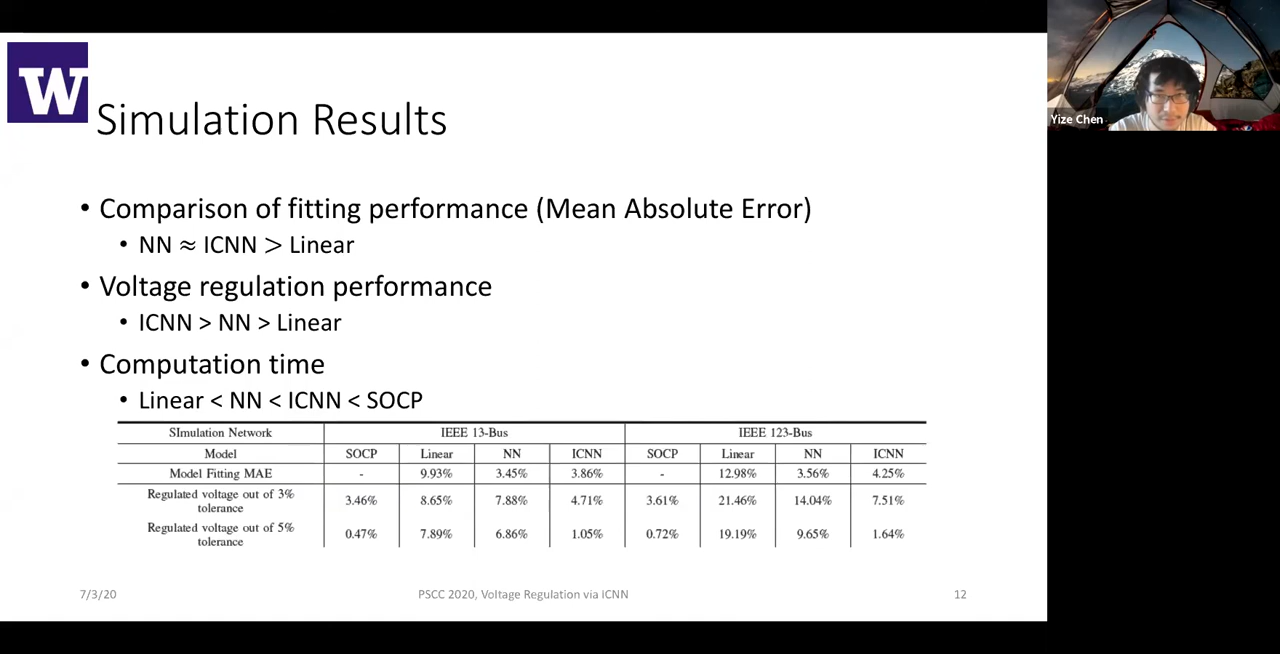 W
Simulation Results
• Comparison of fitting performance (Mean Absolute Error)
• NN ≈ ICNN > Linear
• Voltage regulation performance
• ICNN > NN > Linear
• Computation time
• Linear < NN < ICNN < SOCP
SImulation Network IEEE 13-Bus IEEE 123-Bus
Model SOCP Linear NN ICNN SOCP Linear NN ICNN
Model Fitting MAE - 9.93% 3.45% 3.86% - 12.98% 3.56% 4.25%
Regulated voltage out of 3%
tolerance 3.46% 8.65% 7.88% 4.71% 3.61% 21.46% 14.04% 7.51%
Regulated voltage out of 5%
tolerance 0.47% 7.89% 6.86% 1.05% 0.72% 19.19% 9.65% 1.64%
7/3/20 PSCC 2020, Voltage Regulation via ICNN 12
Yize Chen